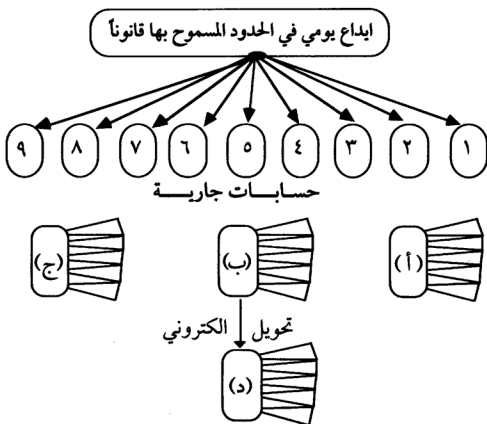 ايداع يومي في الحدود المسموح بها قانوناً
١ ٢ ٣ ٤ ٥ ٦ ٧ ٨ ٩
حسابات جارية
(أ) (ب) (ج)
تحويل الكتروني
(د)